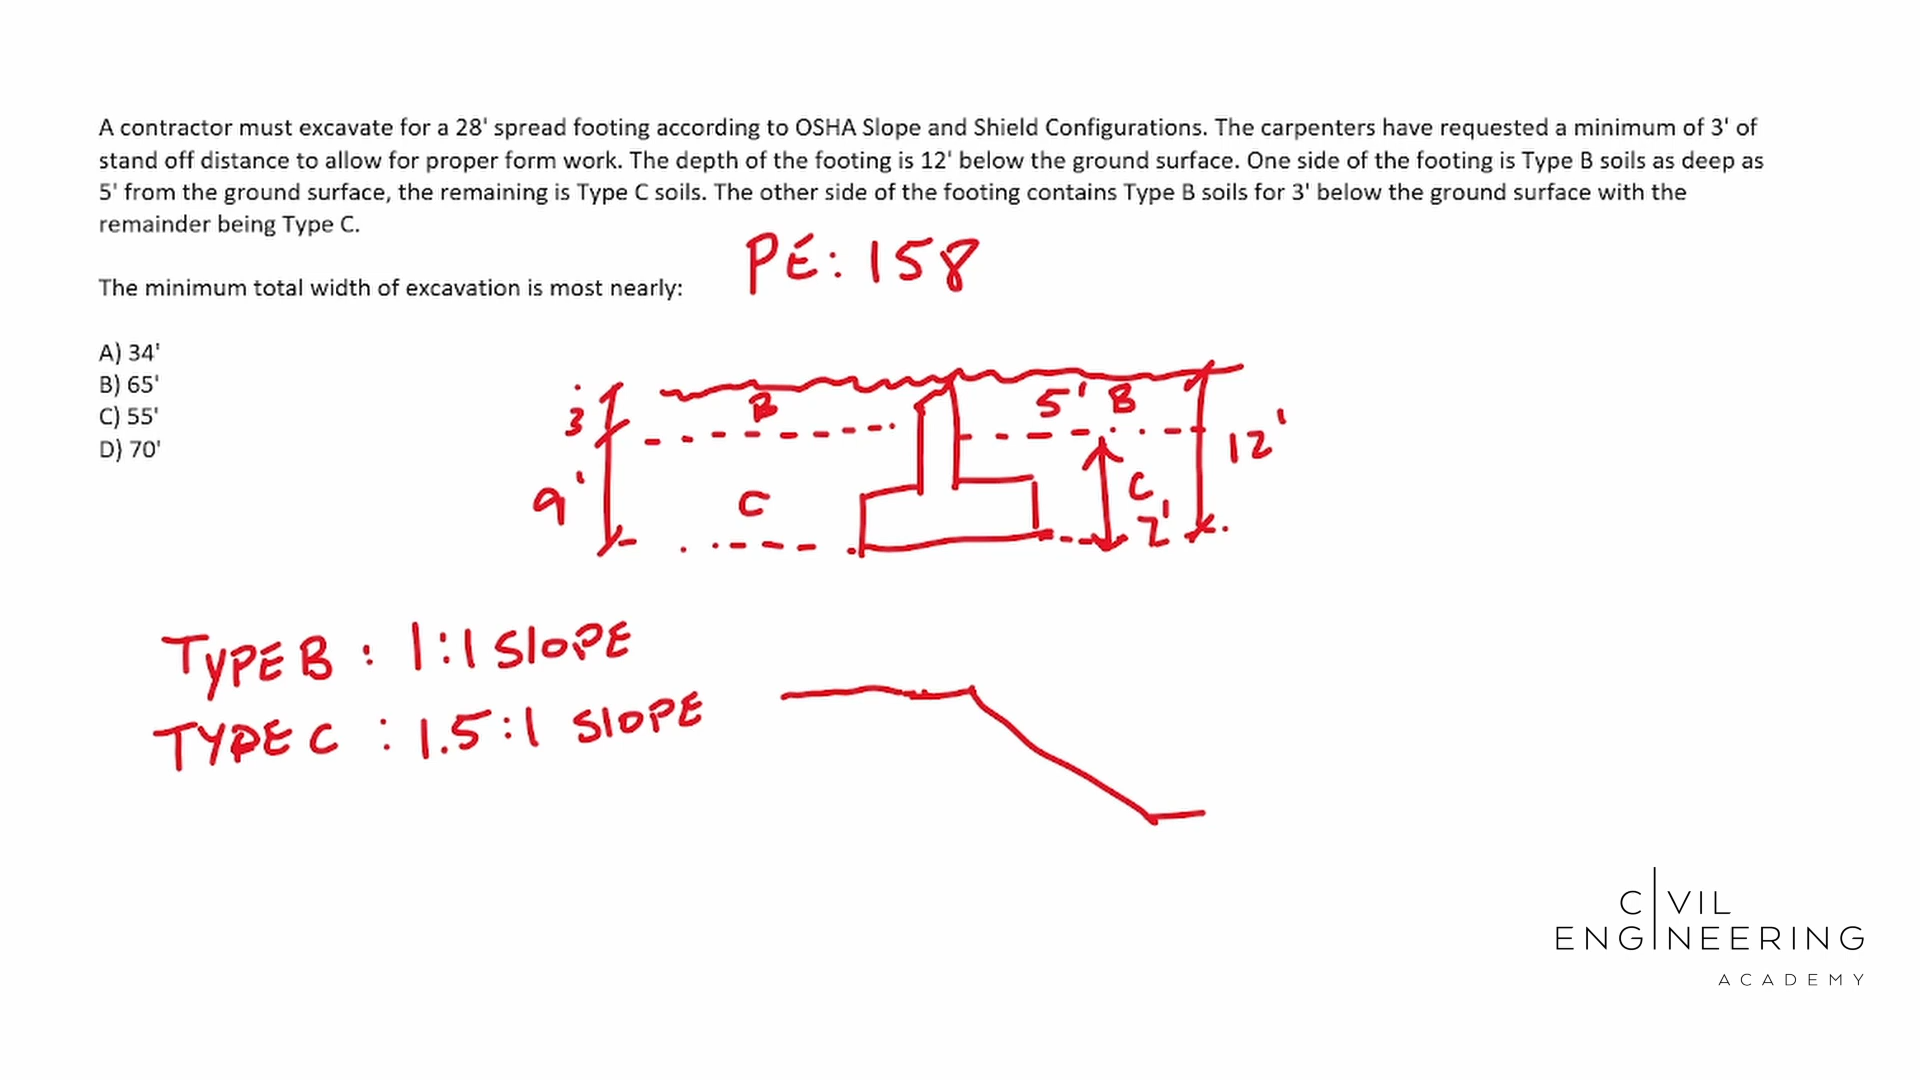 A contractor must excavate for a 28' spread footing according to OSHA Slope and Shield Configurations. The carpenters have requested a minimum of 3' of
stand off distance to allow for proper form work. The depth of the footing is 12' below the ground surface. One side of the footing is Type B soils as deep as
5' from the ground surface, the remaining is Type C soils. The other side of the footing contains Type B soils for 3' below the ground surface with the
remainder being Type C.
PE: 158
The minimum total width of excavation is most nearly:
A) 34'
B) 65'
C) 55'
D) 70'
3
B
5' B
12'
9'
C
C
7'
TYPE B : 1:1 SLOPE
TYPE C : 1.5:1 SLOPE
CIVIL
ENGINEERING
ACADEMY